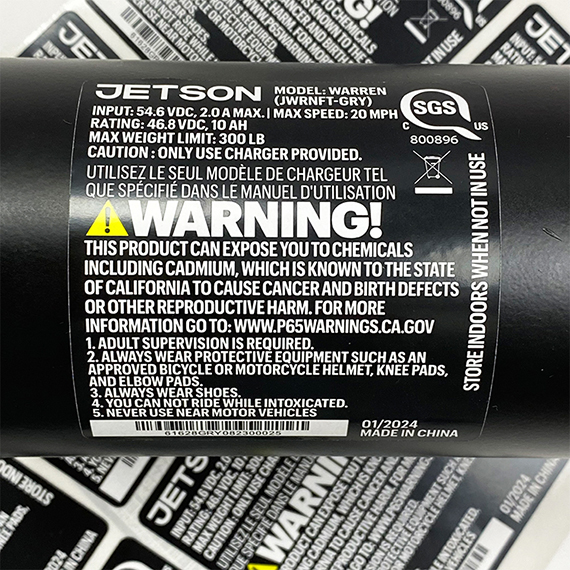 JETSON
MODEL: WARREN
(JWRNFT-GRY)
INPUT: 54.6 VDC, 2.0 A MAX. | MAX SPEED: 20 MPH
RATING: 46.8 VDC, 10 AH
MAX WEIGHT LIMIT: 300 LB
CAUTION : ONLY USE CHARGER PROVIDED.
UTILISEZ LE SEUL MODÈLE DE CHARGEUR TEL
QUE SPÉCIFIÉ DANS LE MANUEL D'UTILISATION
SGS
C US
800896
WARNING!
THIS PRODUCT CAN EXPOSE YOU TO CHEMICALS
INCLUDING CADMIUM, WHICH IS KNOWN TO THE STATE
OF CALIFORNIA TO CAUSE CANCER AND BIRTH DEFECTS
OR OTHER REPRODUCTIVE HARM. FOR MORE
INFORMATION GO TO: WWW.P65WARNINGS.CA.GOV
1. ADULT SUPERVISION IS REQUIRED.
2. ALWAYS WEAR PROTECTIVE EQUIPMENT SUCH AS AN
APPROVED BICYCLE OR MOTORCYCLE HELMET, KNEE PADS,
AND ELBOW PADS.
3. ALWAYS WEAR SHOES.
4. YOU CANNOT RIDE WHILE INTOXICATED.
5. NEVER USE NEAR MOTOR VEHICLES
61628GRY082300025
01/2024
MADE IN CHINA
STORE INDOORS WHEN NOT IN USE